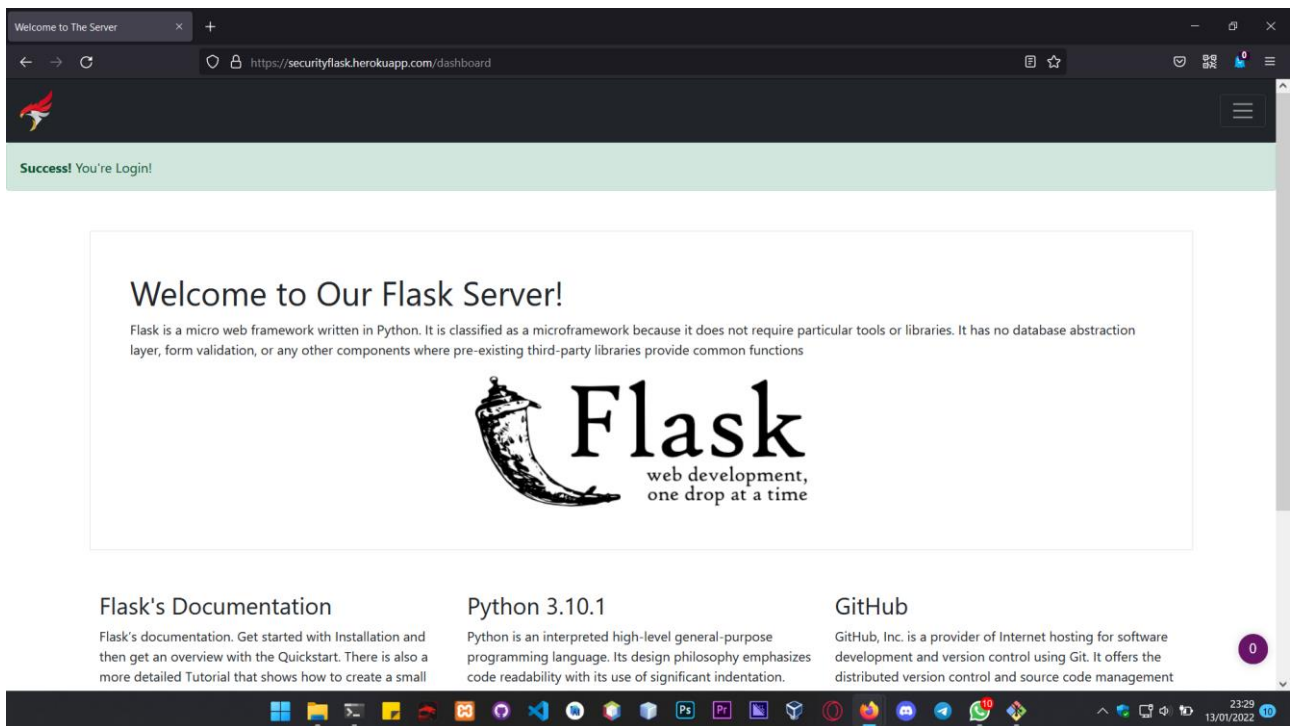 Welcome to The Server
https://securityflask.herokuapp.com/dashboard
0
Success! You're Login!
Welcome to Our Flask Server!
Flask is a micro web framework written in Python. It is classified as a microframework because it does not require particular tools or libraries. It has no database abstraction
layer, form validation, or any other components where pre-existing third-party libraries provide common functions
Flask
web development,
one drop at a time
Flask's Documentation
Flask's documentation. Get started with Installation and
then get an overview with the Quickstart. There is also a
more detailed Tutorial that shows how to create a small
Python 3.10.1
Python is an interpreted high-level general-purpose
programming language. Its design philosophy emphasizes
code readability with its use of significant indentation.
GitHub
GitHub, Inc. is a provider of Internet hosting for software
development and version control using Git. It offers the
distributed version control and source code management
0
Ps
Pr
10
23:29
13/01/2022
10